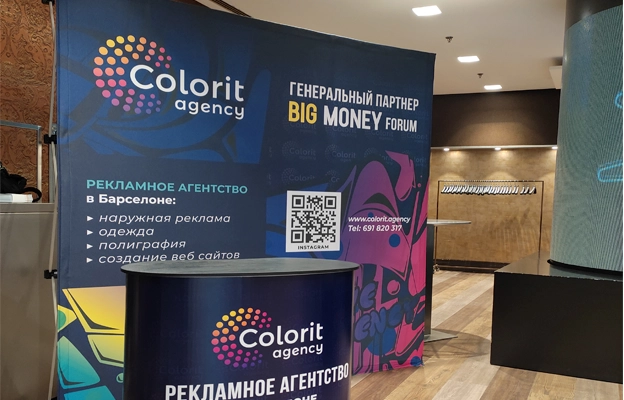 Colorit
agency
ГЕНЕРАЛЬНЫЙ ПАРТНЕР
BIG MONEY FORUM
РЕКЛАМНОЕ АГЕНТСТВО
в Барселоне:
▸ наружная реклама
▸ одежда
▸ полиграфия
▸ создание веб сайтов
INSTAGRAM
www.colorit.agency
Tel: 691 820 317
Colorit
agency
РЕКЛАМНОЕ АГЕНТСТВО